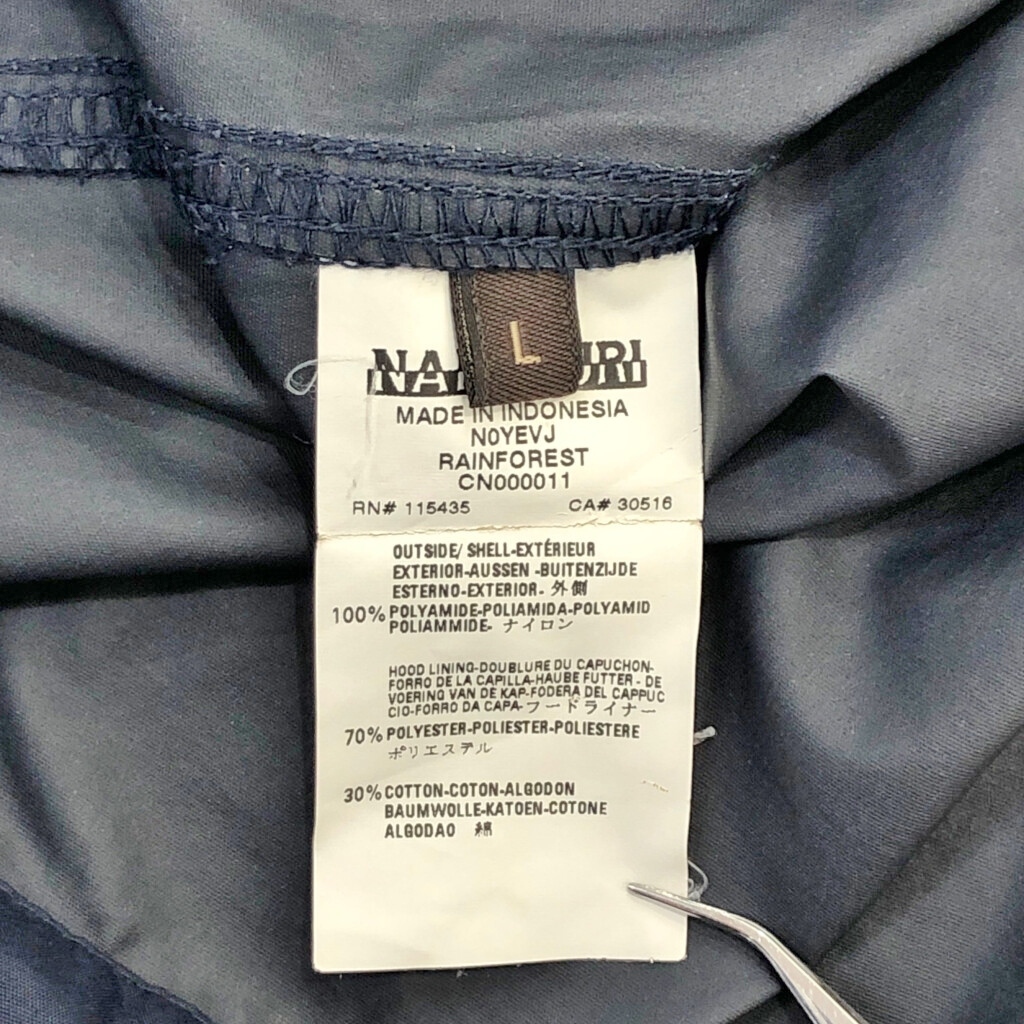 L
MADE IN INDONESIA
N0YEVJ
RAINFOREST
CN000011
RN# 115435 CA# 30516
OUTSIDE/ SHELL-EXTÉRIEUR
EXTERIOR-AUSSEN -BUITENZIJDE
ESTERNO-EXTERIOR- 外側
100% POLYAMIDE-POLIAMIDA-POLYAMID
POLIAMMIDE- ナイロン
HOOD LINING-DOUBLURE DU CAPUCHON-
FORRO DE LA CAPILLA-HAUBE FUTTER - DE
VOERING VAN DE KAP-FODERA DEL CAPPUC
CIO-FORRO DA CAPA-フードライナー
70% POLYESTER-POLIESTER-POLIESTERE
ポリエステル
30% COTTON-COTON-ALGODON
BAUMWOLLE-KATOEN-COTONE
ALGODAO 綿